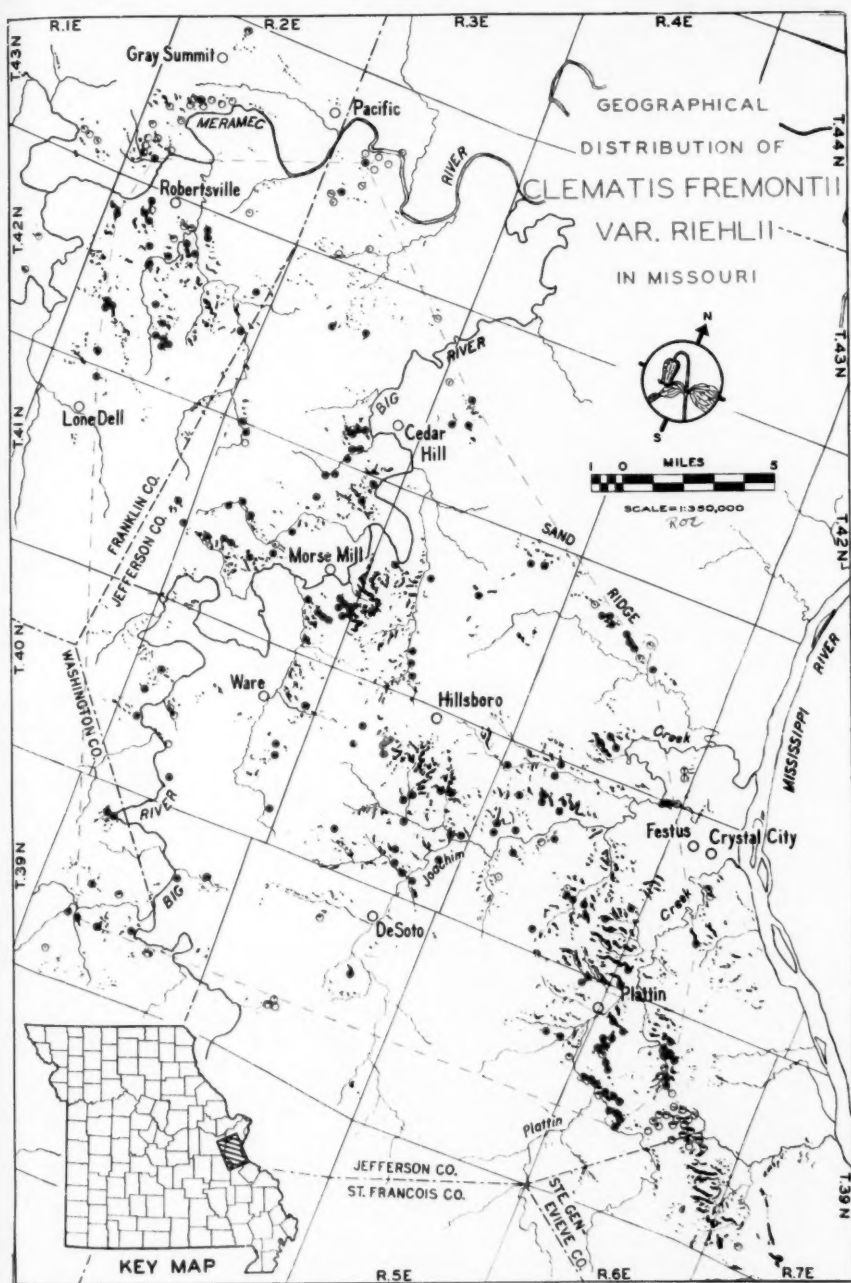 R.1E
R.2E
R.3E
R.4E
T.43N
Gray Summit
Pacific
MERAMEC
RIVER
GEOGRAPHICAL
DISTRIBUTION OF
CLEMATIS FREMONTII
VAR. RIEHLII
IN MISSOURI
T.44N
Robertsville
T.42N
N
S
RIVER
BIG
T.43N
Lone Dell
Cedar
Hill
T.41N
1 0 MILES 5
SCALE=1:350,000
FRANKLIN CO.
JEFFERSON CO.
SAND
RIDGE
T.42N
Morse Mill
T.40N
WASHINGTON CO.
Ware
Hillsboro
MISSISSIPPI
RIVER
Creek
RIVER
Festus
Crystal City
T.39N
BIG
Joachim
Creek
DeSoto
Plattin
Plattin
JEFFERSON CO.
ST. FRANCOIS CO.
STE. GEN-
EVIEVE CO.
T.39N
KEY MAP
R.5E
R.6E
R.7E